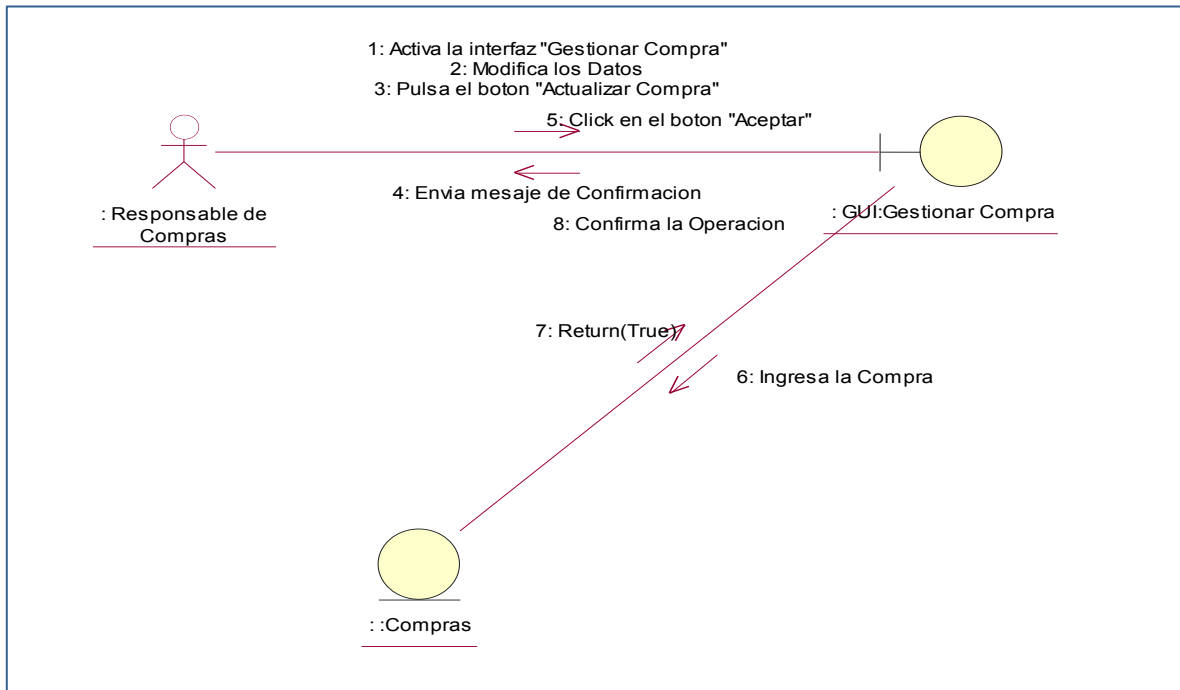 1: Activa la interfaz "Gestionar Compra"
2: Modifica los Datos
3: Pulsa el boton "Actualizar Compra"
5: Click en el boton "Aceptar"
4: Envia mesaje de Confirmacion
8: Confirma la Operacion
: Responsable de
Compras
: GUI:Gestionar Compra
7: Return(True)
6: Ingresa la Compra
: :Compras